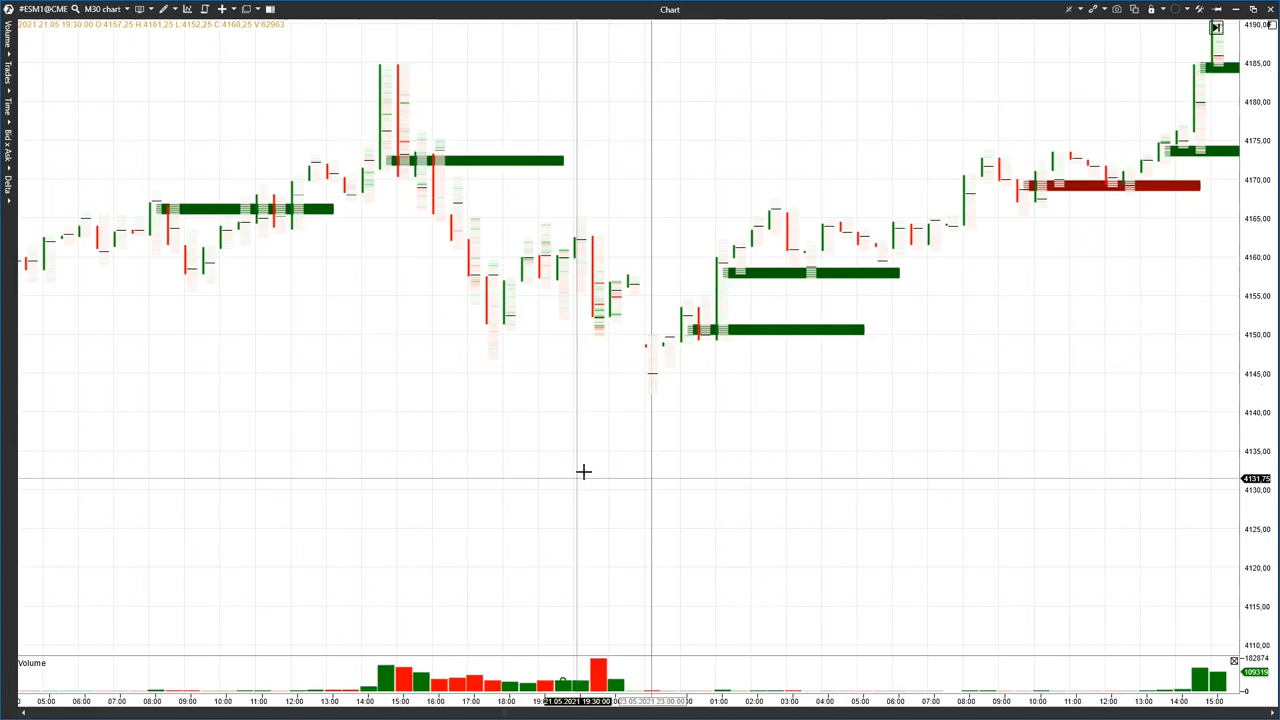 #ESM1@CME M30 chart Chart
2021.21.05 19:30:00 O:4157,25 H:4161,25 L:4152,25 C:4160,25 V:62963
Volume
Trades
Time
Bid x Ask
Delta
4190,00
4185,00
4180,00
4175,00
4170,00
4165,00
4160,00
4155,00
4150,00
4145,00
4140,00
4135,00
4131.75
4130,00
4125,00
4120,00
4115,00
4110,00
Volume
182874
109319
0
05:00 06:00 07:00 08:00 09:00 10:00 11:00 12:00 13:00 14:00 15:00 16:00 17:00 18:00 21.05.2021 19:30:00 23.05.2021 23:00:00 01:00 02:00 03:00 04:00 05:00 06:00 07:00 08:00 09:00 10:00 11:00 12:00 13:00 14:00 15:00